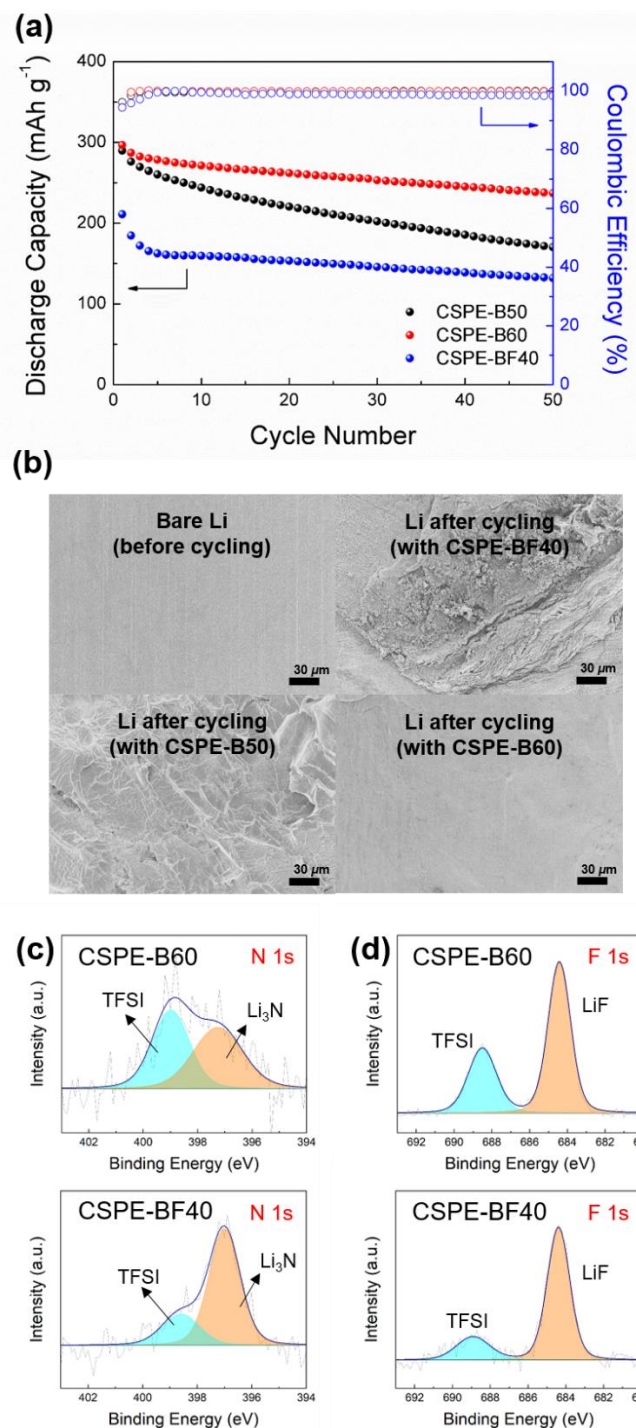 (a)
400
300
200
100
0
Discharge Capacity (mAh g⁻¹)
100
80
60
40
20
0
Coulombic Efficiency (%)
CSPE-B50
CSPE-B60
CSPE-BF40
0 10 20 30 40 50
Cycle Number
(b)
Bare Li
(before cycling)
30 µm
Li after cycling
(with CSPE-BF40)
30 µm
Li after cycling
(with CSPE-B50)
30 µm
Li after cycling
(with CSPE-B60)
30 µm
(c)
CSPE-B60 N 1s
TFSI
Li₃N
Intensity (a.u.)
402 400 398 396 394
Binding Energy (eV)
(d)
CSPE-B60 F 1s
TFSI
LiF
Intensity (a.u.)
692 690 688 686 684 682
Binding Energy (eV)
CSPE-BF40 N 1s
TFSI
Li₃N
Intensity (a.u.)
402 400 398 396 394
Binding Energy (eV)
CSPE-BF40 F 1s
TFSI
LiF
Intensity (a.u.)
692 690 688 686 684 682
Binding Energy (eV)